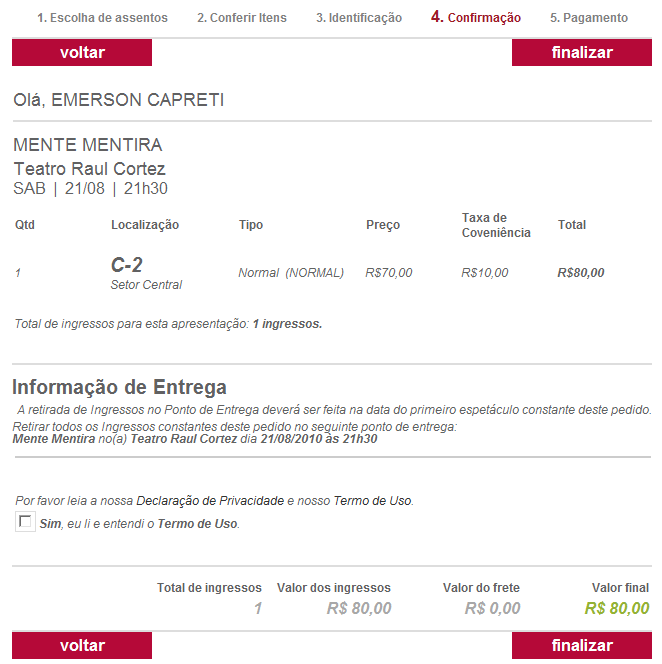 1. Escolha de assentos 2. Conferir Itens 3. Identificação 4. Confirmação 5. Pagamento
voltar finalizar
Olá, EMERSON CAPRETI
MENTE MENTIRA
Teatro Raul Cortez
SAB | 21/08 | 21h30
Qtd Localização Tipo Preço Taxa de Coveniência Total
1 C-2 Normal (NORMAL) R$70,00 R$10,00 R$80,00
Setor Central
Total de ingressos para esta apresentação: 1 ingressos.
Informação de Entrega
A retirada de Ingressos no Ponto de Entrega deverá ser feita na data do primeiro espetáculo constante deste pedido.
Retirar todos os Ingressos constantes deste pedido no seguinte ponto de entrega:
Mente Mentira no(a) Teatro Raul Cortez dia 21/08/2010 às 21h30
Por favor leia a nossa Declaração de Privacidade e nosso Termo de Uso.
Sim, eu li e entendi o Termo de Uso.
Total de ingressos Valor dos ingressos Valor do frete Valor final
1 R$ 80,00 R$ 0,00 R$ 80,00
voltar finalizar